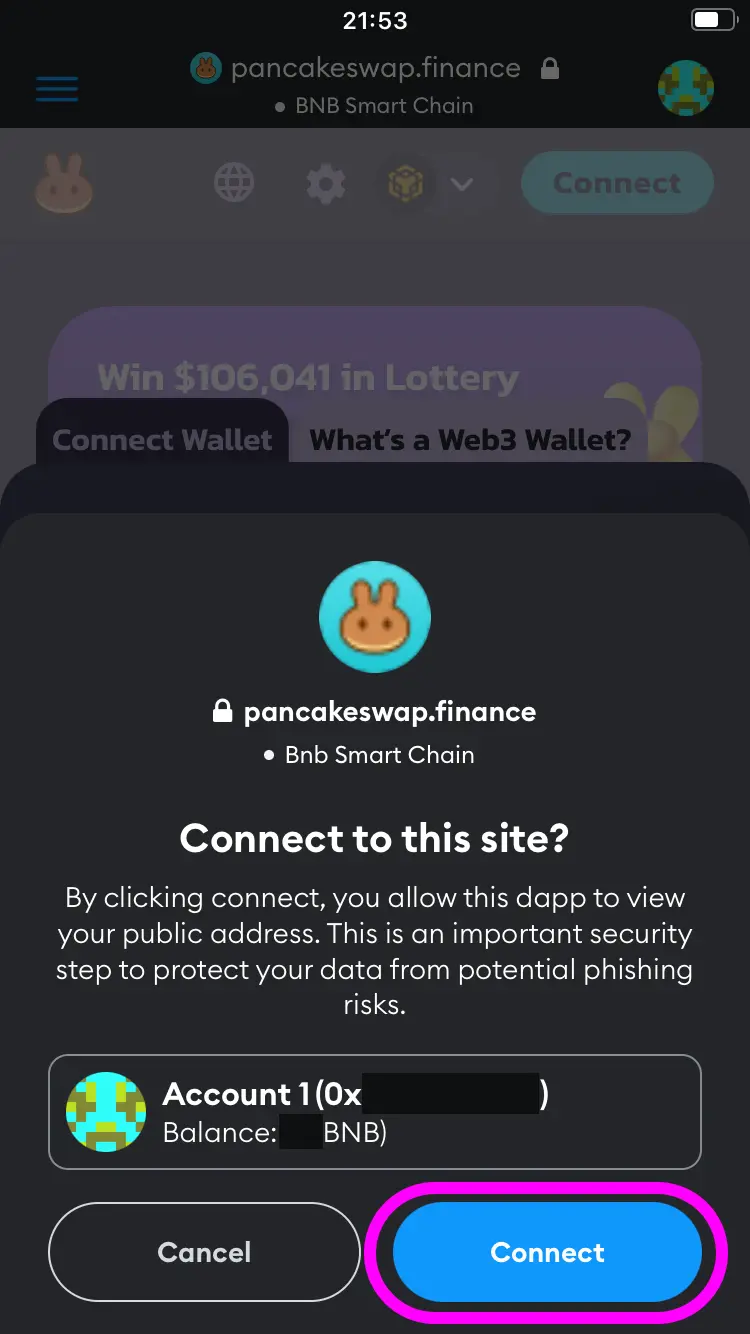 21:53
pancakeswap.finance
• BNB Smart Chain
Connect
Win $106,041 in Lottery
Connect Wallet What's a Web3 Wallet?
pancakeswap.finance
• Bnb Smart Chain
Connect to this site?
By clicking connect, you allow this dapp to view
your public address. This is an important security
step to protect your data from potential phishing
risks.
Account 1 (0x )
Balance: BNB)
Cancel Connect